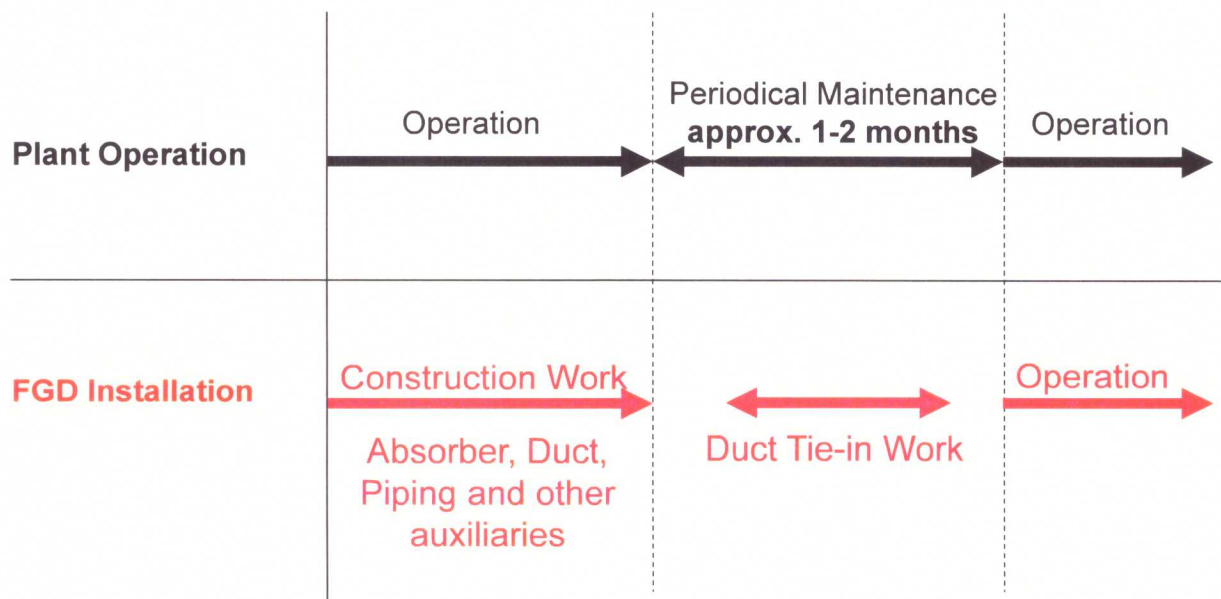 Plant Operation
Operation
Periodical Maintenance
approx. 1-2 months
Operation
FGD Installation
Construction Work
Absorber, Duct,
Piping and other
auxiliaries
Duct Tie-in Work
Operation